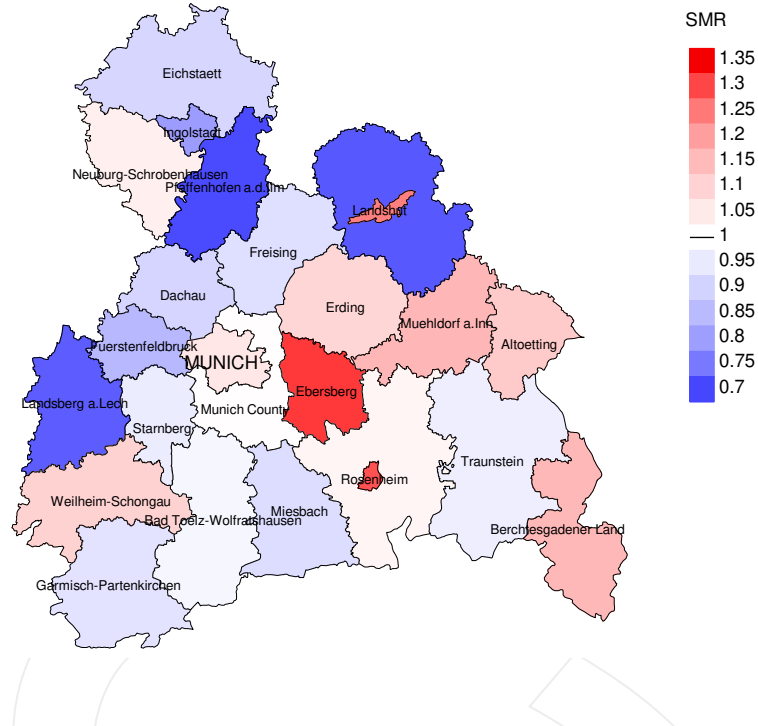 SMR
1.35
1.3
1.25
1.2
1.15
1.1
1.05
1
0.95
0.9
0.85
0.8
0.75
0.7
Eichstaett
Ingolstadt
Neuburg-Schrobenhausen
Pfaffenhofen a.d.Ilm
Landshut
Freising
Dachau
Erding
Muehldorf a.Inn
Altoetting
Fuerstenfeldbruck
MUNICH
Ebersberg
Landsberg a.Lech
Munich County
Starnberg
Traunstein
Rosenheim
Weilheim-Schongau
Miesbach
Bad Toelz-Wolfratshausen
Berchtesgadener Land
Garmisch-Partenkirchen